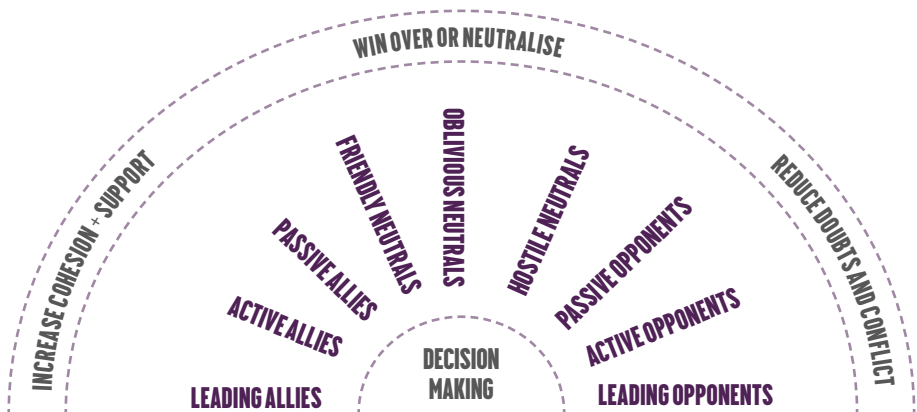 WIN OVER OR NEUTRALISE
INCREASE COHESION + SUPPORT
REDUCE DOUBTS AND CONFLICT
LEADING ALLIES
ACTIVE ALLIES
PASSIVE ALLIES
FRIENDLY NEUTRALS
OBLIVIOUS NEUTRALS
HOSTILE NEUTRALS
PASSIVE OPPONENTS
ACTIVE OPPONENTS
LEADING OPPONENTS
DECISION
MAKING